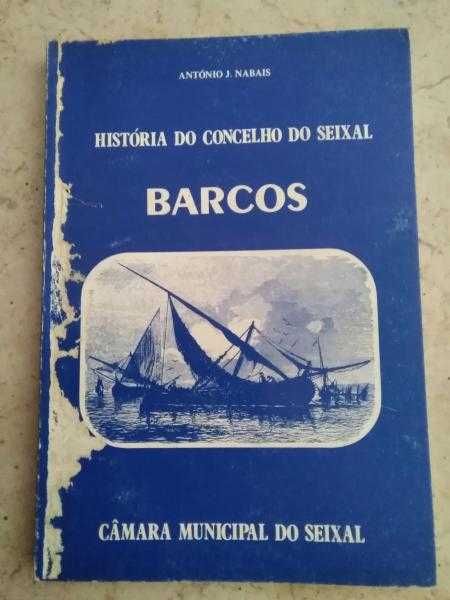 ANTÓNIO J. NABAIS
HISTÓRIA DO CONCELHO DO SEIXAL
BARCOS
CÂMARA MUNICIPAL DO SEIXAL